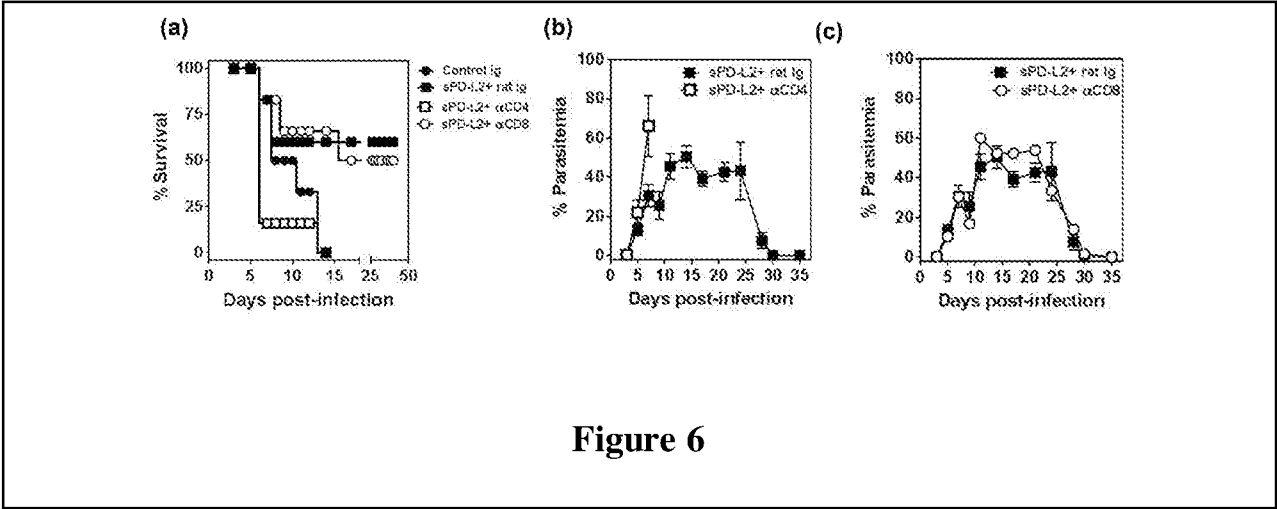 (a)
% Survival
100
75
50
25
0
0 5 10 15 25 50
Days post-infection
Control Ig
sPD-L2+ rat Ig
sPD-L2+ αCD4
sPD-L2+ αCD8
(b)
% Parasitemia
100
80
60
40
20
0
0 5 10 15 20 25 30 35
Days post-infection
sPD-L2+ rat Ig
sPD-L2+ αCD4
(c)
% Parasitemia
100
80
60
40
20
0
0 5 10 15 20 25 30 35
Days post-infection
sPD-L2+ rat Ig
sPD-L2+ αCD8
Figure 6